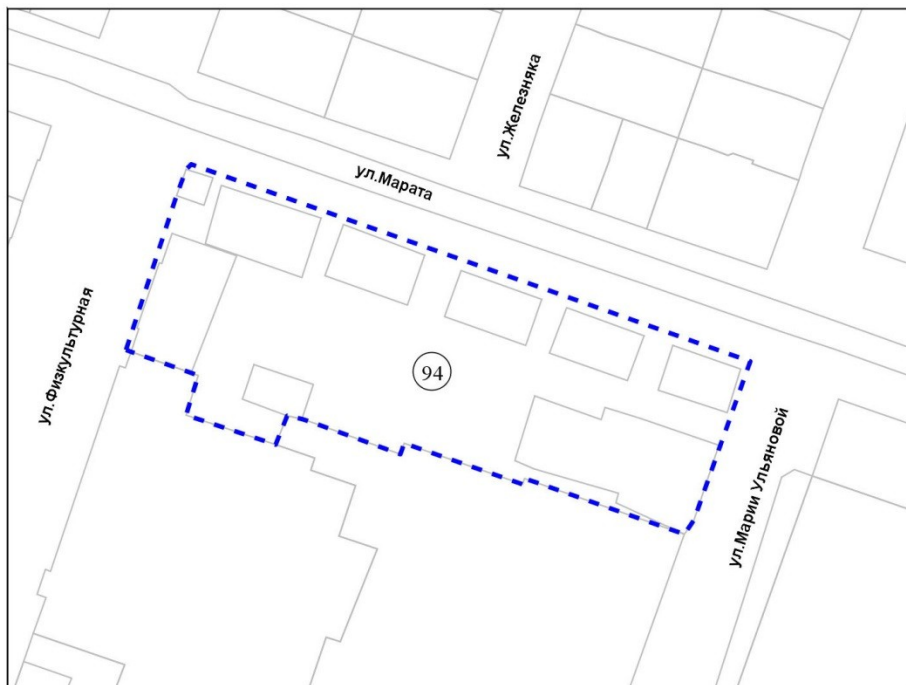 ул.Железняка
ул.Марата
ул.Физкультурная
94
ул.Марии Ульяновой